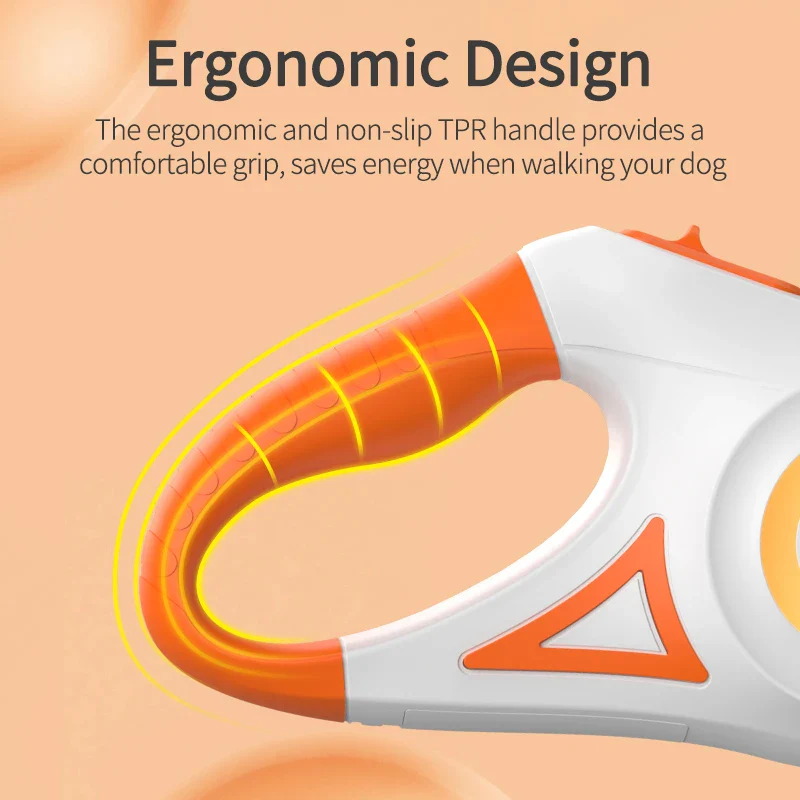 Ergonomic Design
The ergonomic and non-slip TPR handle provides a
comfortable grip, saves energy when walking your dog